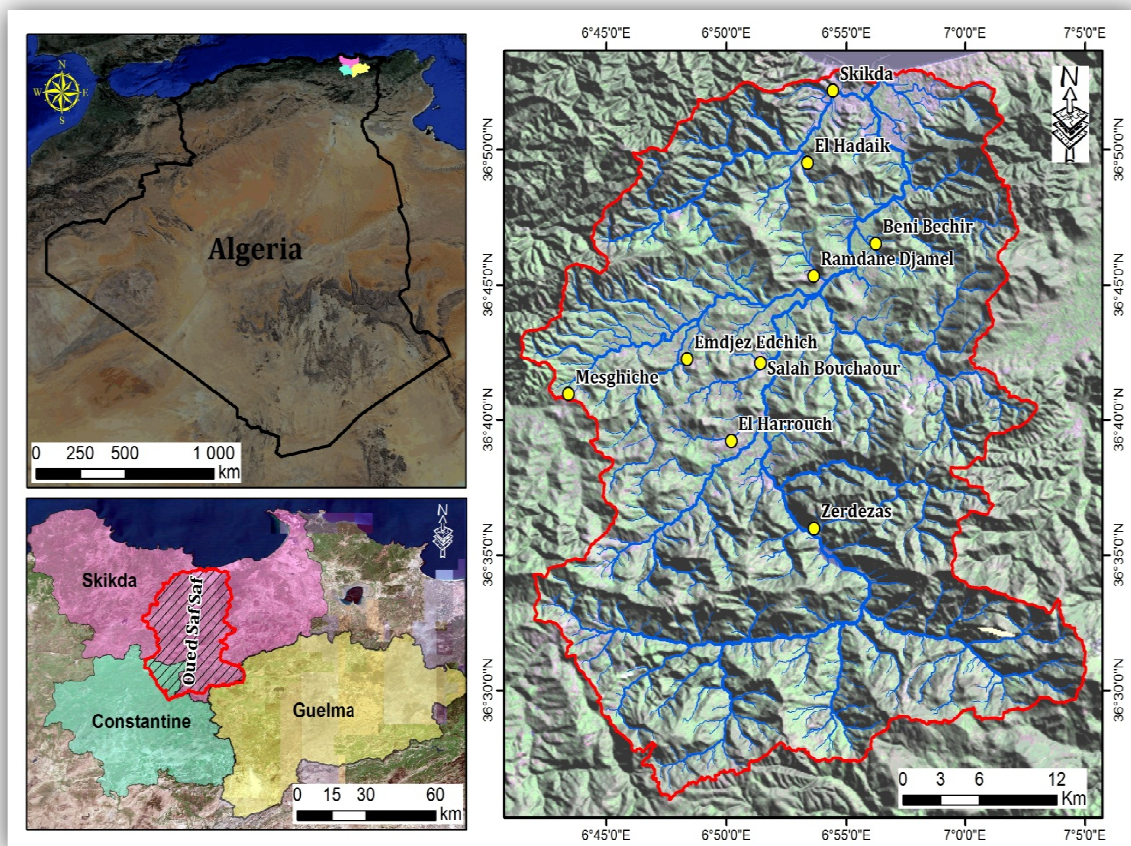 N
W E
S
Algeria
0 250 500 1 000
km
N
Skikda
Oued Saf Saf
Constantine
Guelma
0 15 30 60
km
6°45'0"E 6°50'0"E 6°55'0"E 7°0'0"E 7°5'0"E
N
Skikda
36°50'0"N 36°50'0"N
El Hadaik
Beni Bechir
Ramdane Djamel
36°45'0"N 36°45'0"N
Emdjez Edchich
Salah Bouchaour
Mesghiche
36°40'0"N 36°40'0"N
El Harrouch
Zerdezas
36°35'0"N 36°35'0"N
36°30'0"N 36°30'0"N
0 3 6 12
Km
6°45'0"E 6°50'0"E 6°55'0"E 7°0'0"E 7°5'0"E